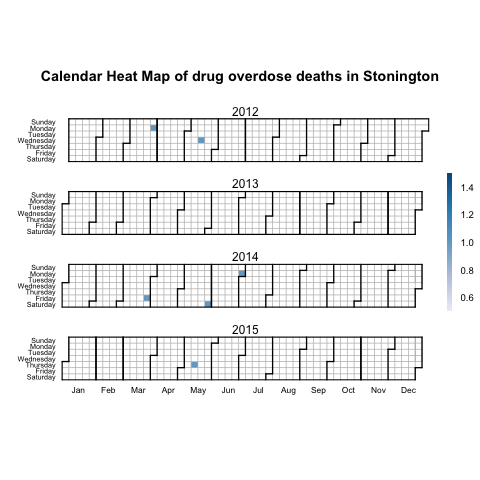 Calendar Heat Map of drug overdose deaths in Stonington
2012
Sunday
Monday
Tuesday
Wednesday
Thursday
Friday
Saturday
2013
Sunday
Monday
Tuesday
Wednesday
Thursday
Friday
Saturday
2014
Sunday
Monday
Tuesday
Wednesday
Thursday
Friday
Saturday
2015
Sunday
Monday
Tuesday
Wednesday
Thursday
Friday
Saturday
Jan Feb Mar Apr May Jun Jul Aug Sep Oct Nov Dec
1.4
1.2
1.0
0.8
0.6